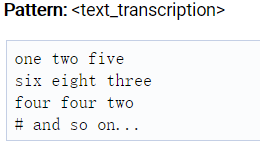 Pattern: <text_transcription>
one two five
six eight three
four four two
# and so on...